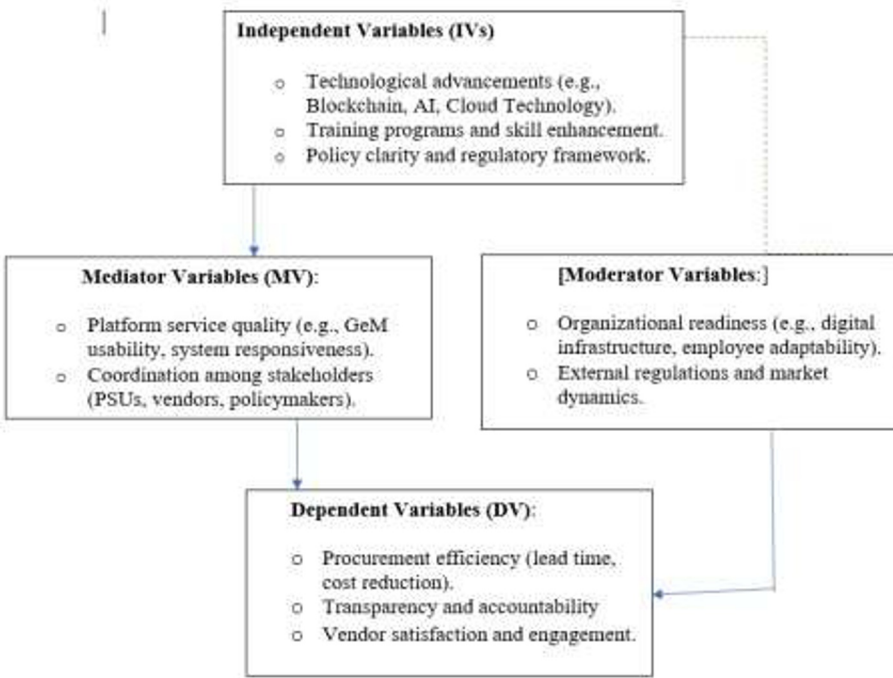 Independent Variables (IVs)
o Technological advancements (e.g.,
Blockchain, AI, Cloud Technology).
o Training programs and skill enhancement.
o Policy clarity and regulatory framework.
Mediator Variables (MV):
o Platform service quality (e.g., GeM
usability, system responsiveness).
o Coordination among stakeholders
(PSUs, vendors, policymakers).
[Moderator Variables:]
o Organizational readiness (e.g., digital
infrastructure, employee adaptability).
o External regulations and market
dynamics.
Dependent Variables (DV):
o Procurement efficiency (lead time,
cost reduction).
o Transparency and accountability
o Vendor satisfaction and engagement.